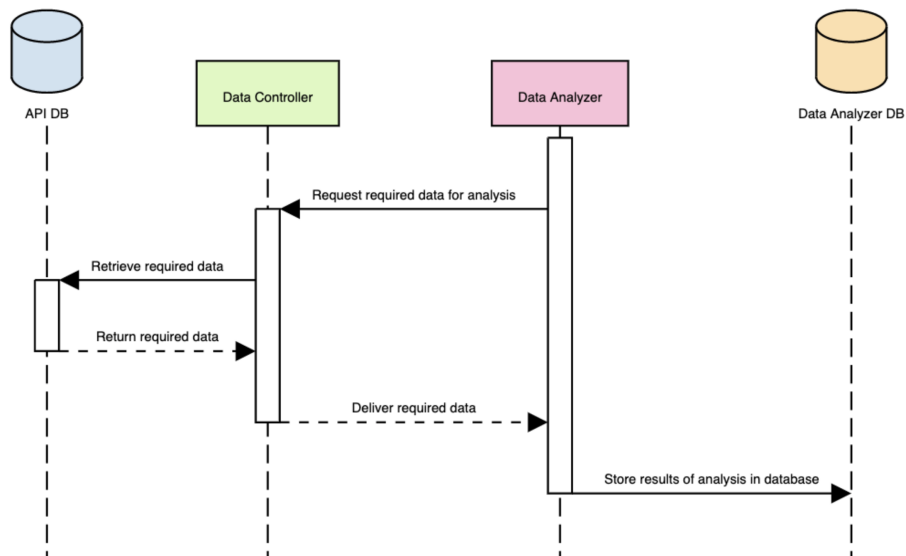 API DB
Data Controller
Data Analyzer
Data Analyzer DB
Request required data for analysis
Retrieve required data
Return required data
Deliver required data
Store results of analysis in database